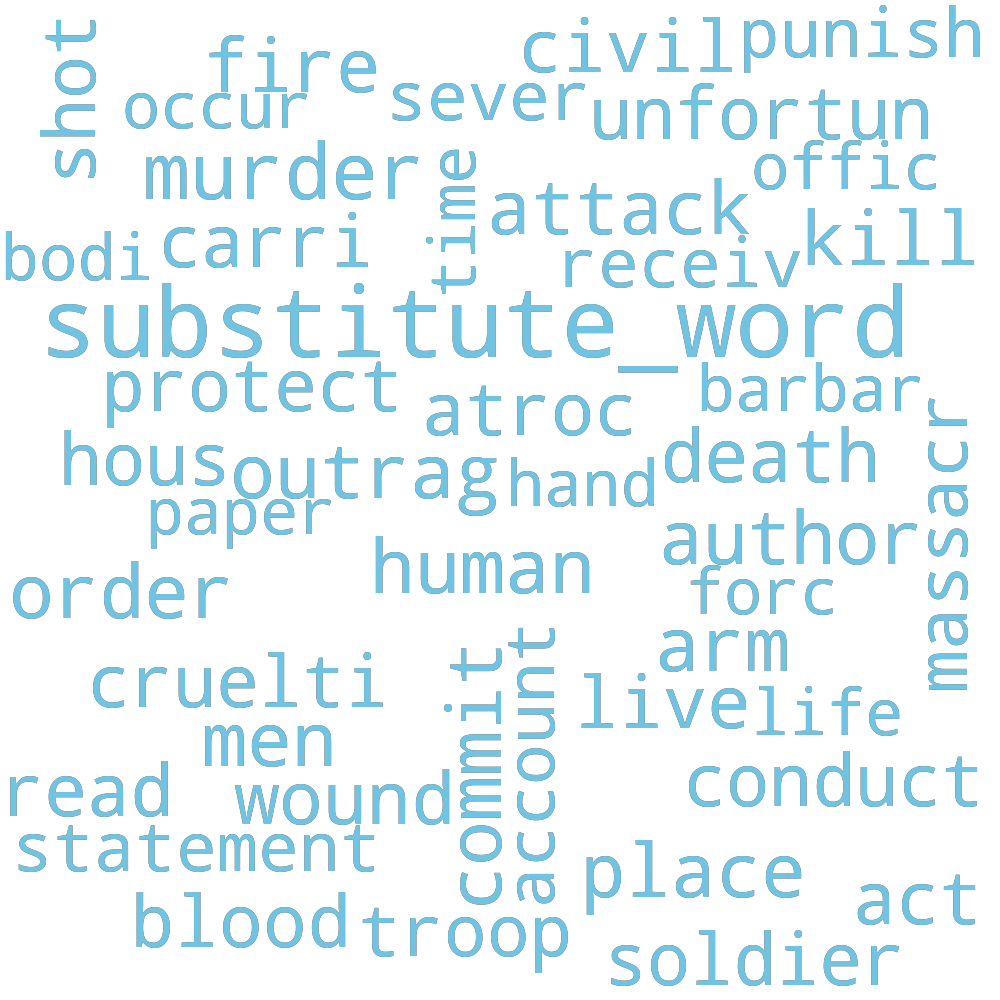 shot
fire
civil
punish
occur
sever
unfortun
murder
time
attack
offic
bodi
carri
receiv
kill
substitute_word
protect
atroc
barbar
hous
outrag
hand
death
massacr
paper
human
author
order
forc
arm
cruelti
commit
account
live
life
men
read
wound
conduct
statement
place
act
blood
troop
soldier